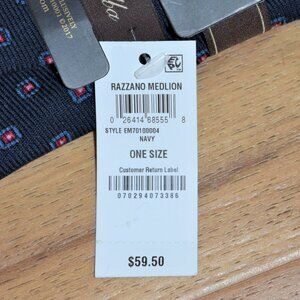 RAZZANO MEDLION
0 26414 68555 8
STYLE EM70100004
NAVY
ONE SIZE
Customer Return Label
070294073386
$59.50